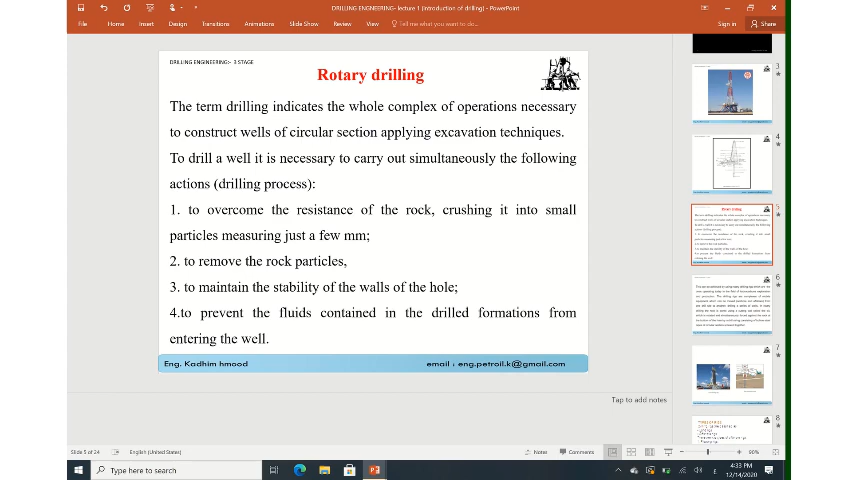 DRILLING ENGNEERING- lecture 1 (introduction of drilling) - PowerPoint
Sign in
Share
File
Home
Insert
Design
Transitions
Animations
Slide Show
Review
View
Tell me what you want to do...
DRILLING ENGINEERING:- 3 STAGE
Rotary drilling
The term drilling indicates the whole complex of operations necessary
to construct wells of circular section applying excavation techniques.
To drill a well it is necessary to carry out simultaneously the following
actions (drilling process):
1. to overcome the resistance of the rock, crushing it into small
particles measuring just a few mm;
2. to remove the rock particles,
3. to maintain the stability of the walls of the hole;
4.to prevent the fluids contained in the drilled formations from
entering the well.
Eng. Kadhim hmood
email : eng.petroil.k@gmail.com
3
4
5
Rotary drilling
6
7
8
Tap to add notes
Slide 5 of 24
English (United States)
Notes
Comments
90%
Type here to search
4:33 PM
12/14/2020